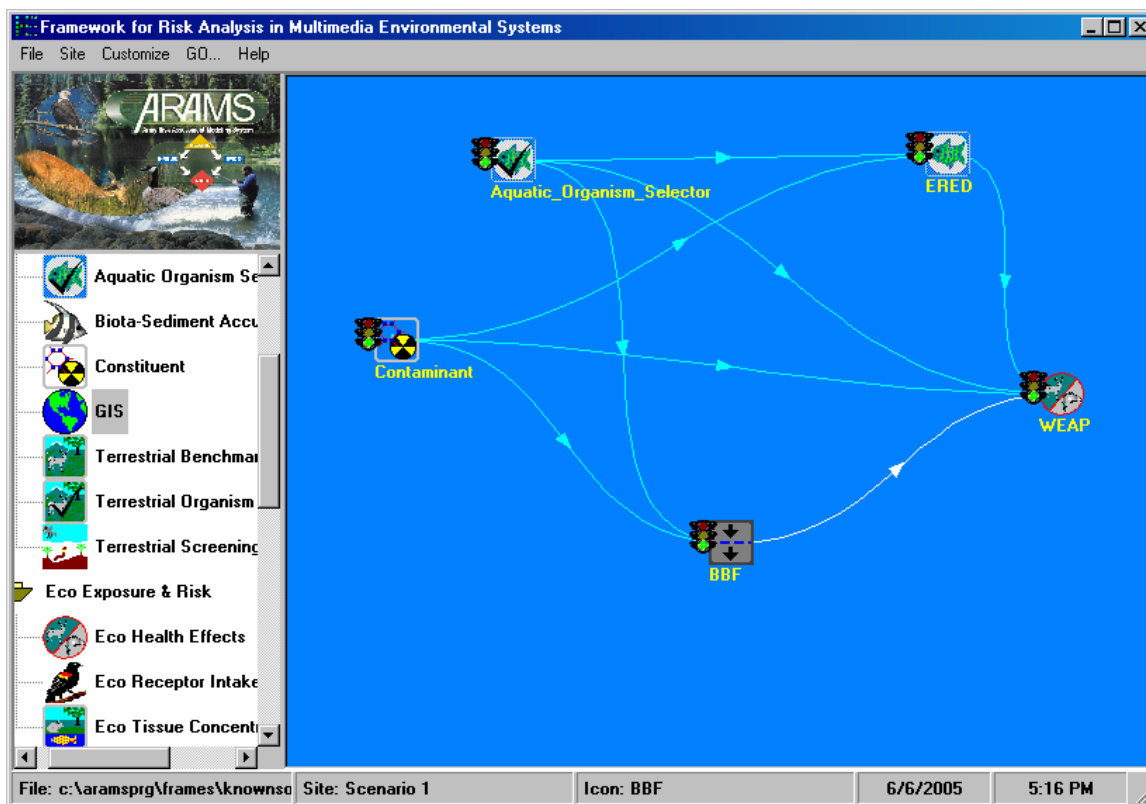 Framework for Risk Analysis in Multimedia Environmental Systems
File Site Customize GO... Help
ARAMS
Aquatic Organism Se
Biota-Sediment Accu
Constituent
GIS
Terrestrial Benchmar
Terrestrial Organism
Terrestrial Screening
Eco Exposure & Risk
Eco Health Effects
Eco Receptor Intake
Eco Tissue Concent
Aquatic_Organism_Selector
ERED
Contaminant
WEAP
BBF
File: c:\aramsprg\frames\knownso
Site: Scenario 1
Icon: BBF
6/6/2005
5:16 PM